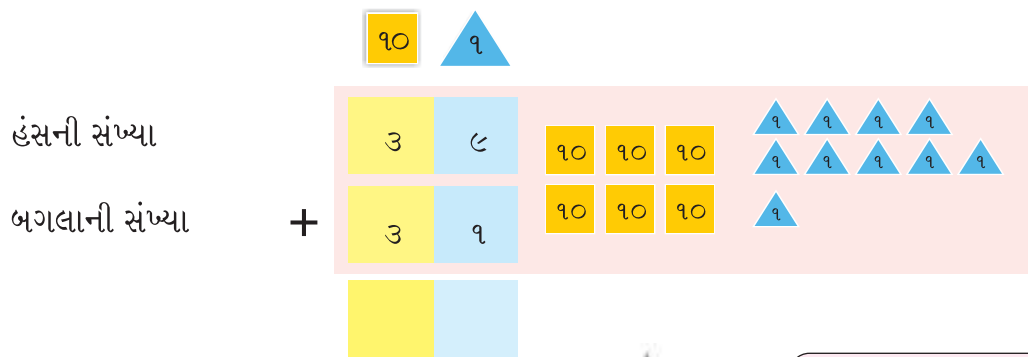 ૧૦ ૧
હંસની સંખ્યા ૩ ૯ ૧૦ ૧૦ ૧૦ ૧ ૧ ૧ ૧
૧ ૧ ૧ ૧ ૧
બગલાની સંખ્યા + ૩ ૧ ૧૦ ૧૦ ૧૦ ૧